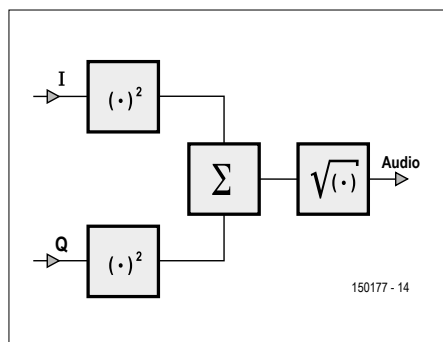 I
(·)²
Σ
√(·)
Audio
Q
(·)²
150177 - 14